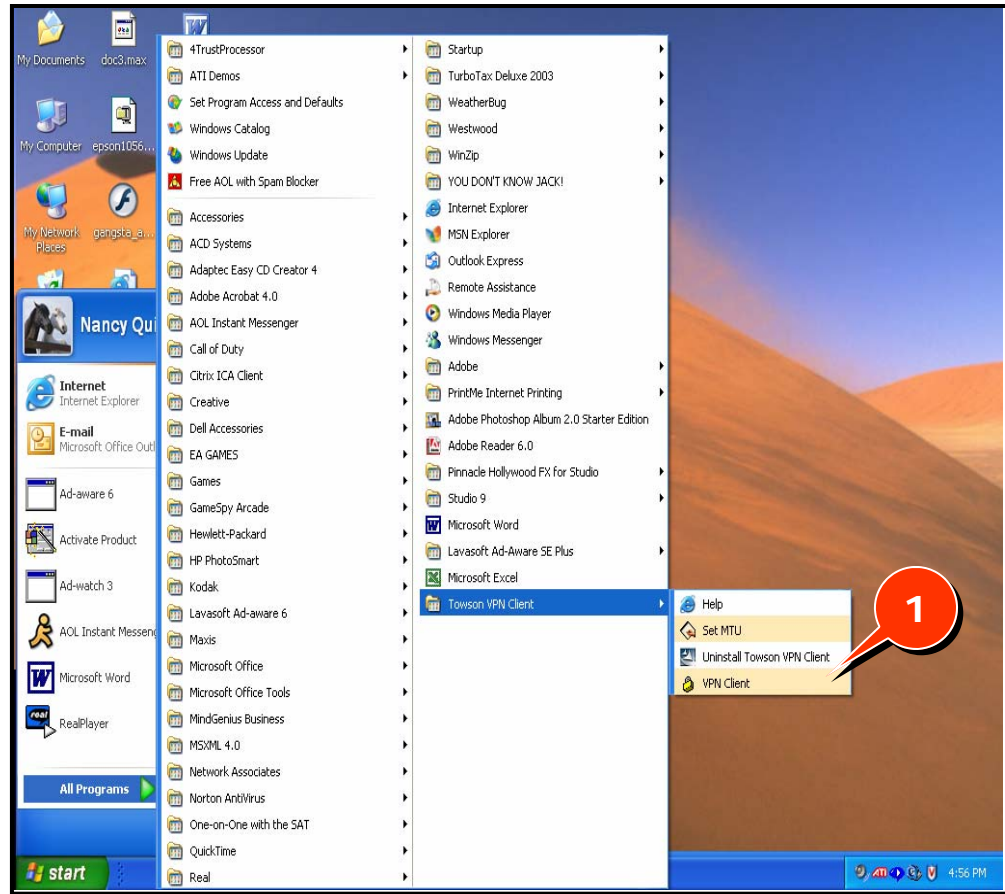 My Documents
doc3.max
My Computer
epson1056...
My Network Places
gangsta_a...
Nancy Qui
Internet
Internet Explorer
E-mail
Microsoft Office Outl
Ad-aware 6
Activate Product
Ad-watch 3
AOL Instant Messeng
Microsoft Word
RealPlayer
All Programs
start
4TrustProcessor
ATI Demos
Set Program Access and Defaults
Windows Catalog
Windows Update
Free AOL with Spam Blocker
Accessories
ACD Systems
Adaptec Easy CD Creator 4
Adobe Acrobat 4.0
AOL Instant Messenger
Call of Duty
Citrix ICA Client
Creative
Dell Accessories
EA GAMES
Games
GameSpy Arcade
Hewlett-Packard
HP PhotoSmart
Kodak
Lavasoft Ad-aware 6
Maxis
Microsoft Office
Microsoft Office Tools
MindGenius Business
MSXML 4.0
Network Associates
Norton AntiVirus
One-on-One with the SAT
QuickTime
Real
Startup
TurboTax Deluxe 2003
WeatherBug
Westwood
WinZip
YOU DON'T KNOW JACK!
Internet Explorer
MSN Explorer
Outlook Express
Remote Assistance
Windows Media Player
Windows Messenger
Adobe
PrintMe Internet Printing
Adobe Photoshop Album 2.0 Starter Edition
Adobe Reader 6.0
Pinnacle Hollywood FX for Studio
Studio 9
Microsoft Word
Lavasoft Ad-Aware SE Plus
Microsoft Excel
Towson VPN Client
Help
Set MTU
Uninstall Towson VPN Client
VPN Client
1
ATI
4:56 PM